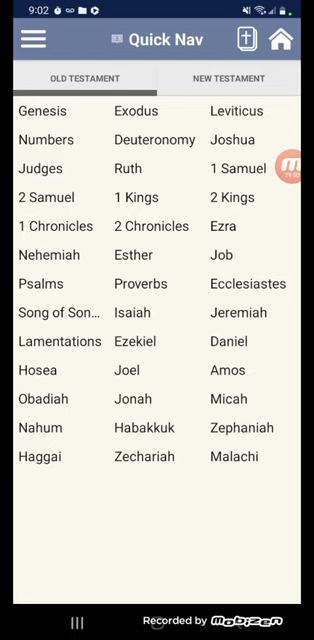 9:02
Quick Nav
OLD TESTAMENT NEW TESTAMENT
Genesis Exodus Leviticus
Numbers Deuteronomy Joshua
Judges Ruth 1 Samuel
2 Samuel 1 Kings 2 Kings
1 Chronicles 2 Chronicles Ezra
Nehemiah Esther Job
Psalms Proverbs Ecclesiastes
Song of Son... Isaiah Jeremiah
Lamentations Ezekiel Daniel
Hosea Joel Amos
Obadiah Jonah Micah
Nahum Habakkuk Zephaniah
Haggai Zechariah Malachi
Recorded by Mobizen